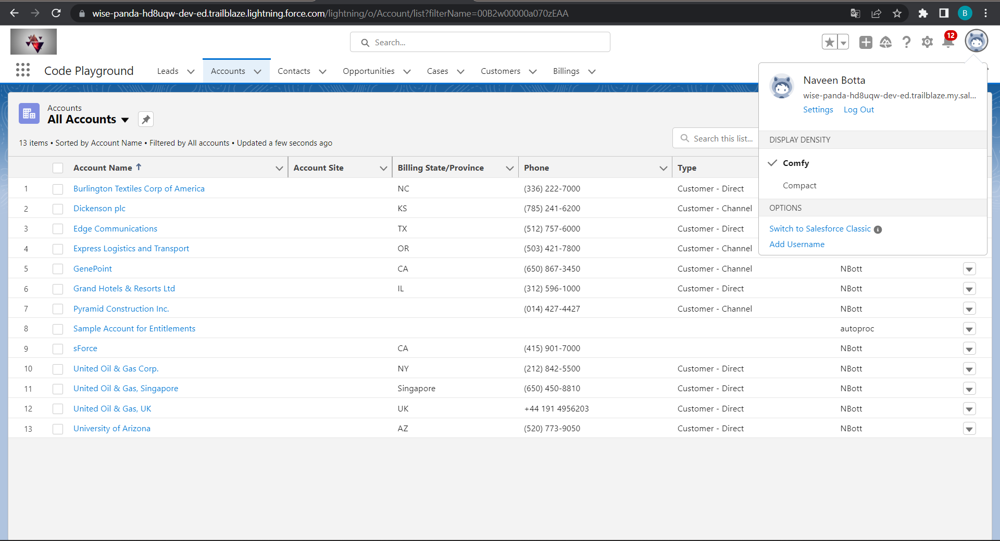 wise-panda-hd8uqw-dev-ed.trailblaze.lightning.force.com/lightning/o/Account/list?filterName=00B2w00000a070zEAA
B
Search...
12
Code Playground Leads Accounts Contacts Opportunities Cases Customers Billings
Naveen Botta
wise-panda-hd8uqw-dev-ed.trailblaze.my.sal...
Settings Log Out
DISPLAY DENSITY
Comfy
Compact
OPTIONS
Switch to Salesforce Classic
Add Username
Accounts
All Accounts
13 items • Sorted by Account Name • Filtered by All accounts • Updated a few seconds ago
Search this list...
Account Name Account Site Billing State/Province Phone Type
1 Burlington Textiles Corp of America NC (336) 222-7000 Customer - Direct
2 Dickenson plc KS (785) 241-6200 Customer - Channel
3 Edge Communications TX (512) 757-6000 Customer - Direct
4 Express Logistics and Transport OR (503) 421-7800 Customer - Channel
5 GenePoint CA (650) 867-3450 Customer - Channel NBott
6 Grand Hotels & Resorts Ltd IL (312) 596-1000 Customer - Direct NBott
7 Pyramid Construction Inc. (014) 427-4427 Customer - Channel NBott
8 Sample Account for Entitlements autoproc
9 sForce CA (415) 901-7000 NBott
10 United Oil & Gas Corp. NY (212) 842-5500 Customer - Direct NBott
11 United Oil & Gas, Singapore Singapore (650) 450-8810 Customer - Direct NBott
12 United Oil & Gas, UK UK +44 191 4956203 Customer - Direct NBott
13 University of Arizona AZ (520) 773-9050 Customer - Direct NBott